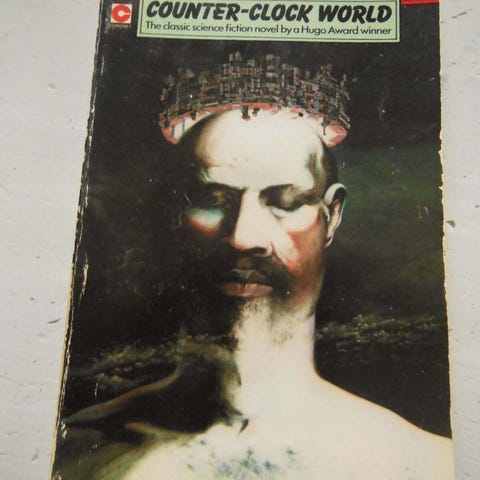 COUNTER-CLOCK WORLD
The classic science fiction novel by a Hugo Award winner